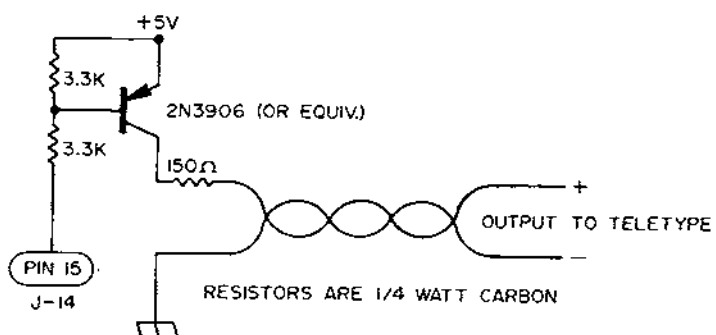 +5V
3.3K
2N3906 (OR EQUIV.)
3.3K
150Ω
+
OUTPUT TO TELETYPE
−
PIN 15
J-14
RESISTORS ARE 1/4 WATT CARBON